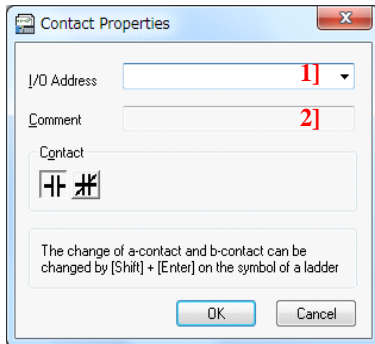 Contact Properties
I/O Address 1]
Comment 2]
Contact
The change of a-contact and b-contact can be
changed by [Shift] + [Enter] on the symbol of a ladder
OK Cancel